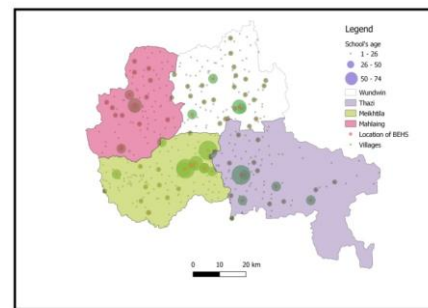 Legend
School's age
1 - 26
26 - 50
50 - 74
Wundwin
Thazi
Meikhtila
Mahlaing
Location of BEHS
Villages
0 10 20 km